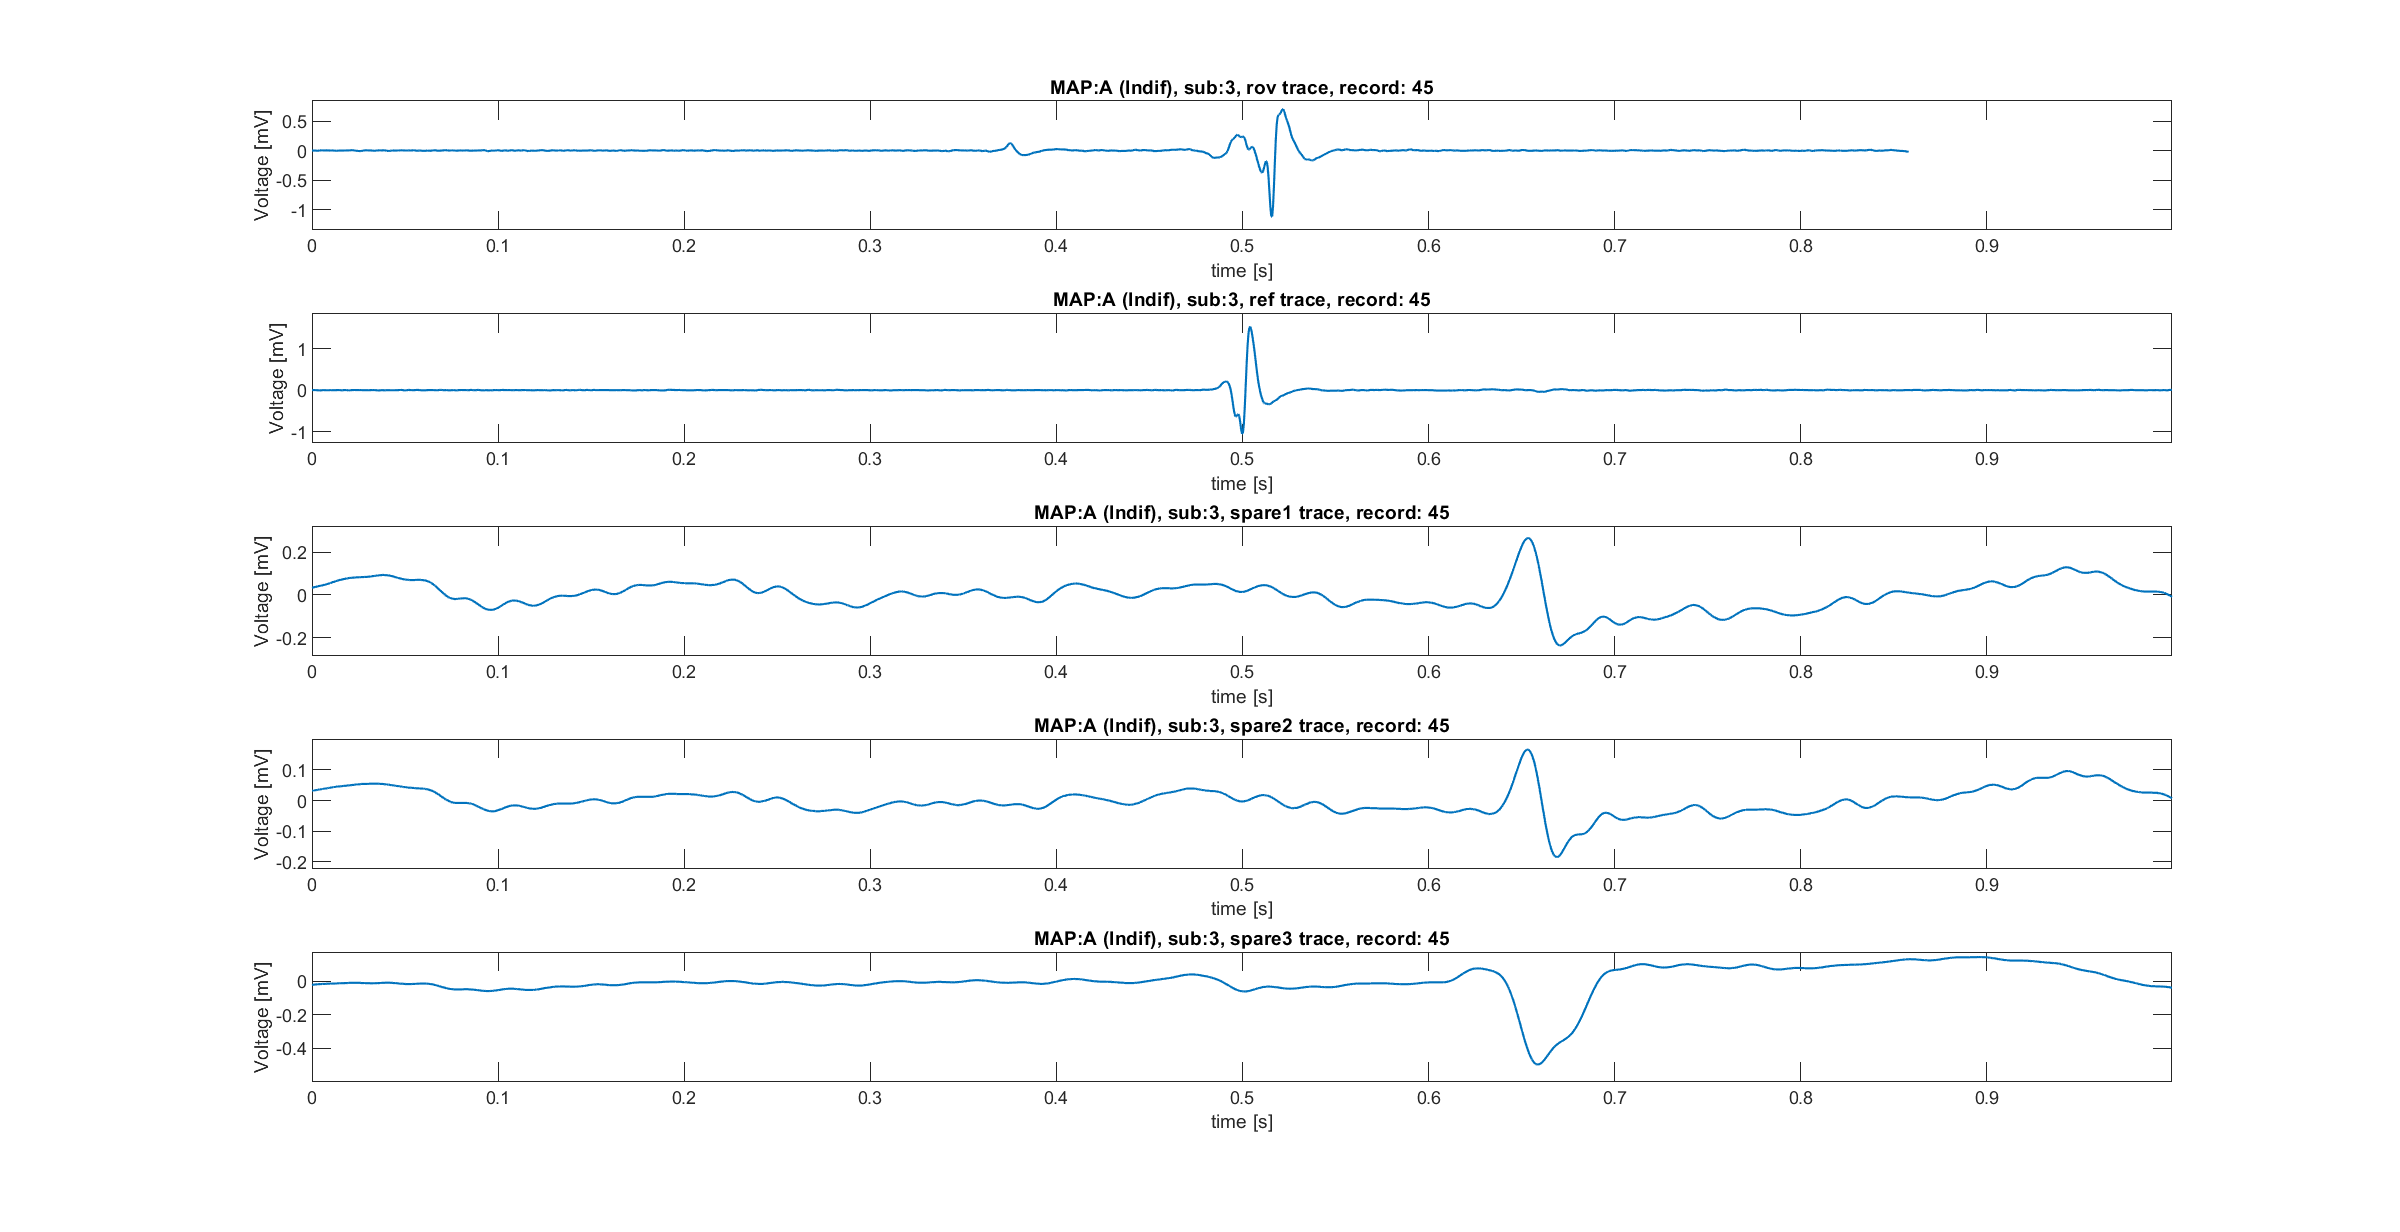 MAP:A (Indif), sub:3, rov trace, record: 45
Voltage [mV]
0.5
0
-0.5
-1
0 0.1 0.2 0.3 0.4 0.5 0.6 0.7 0.8 0.9
time [s]
MAP:A (Indif), sub:3, ref trace, record: 45
Voltage [mV]
1
0
-1
0 0.1 0.2 0.3 0.4 0.5 0.6 0.7 0.8 0.9
time [s]
MAP:A (Indif), sub:3, spare1 trace, record: 45
Voltage [mV]
0.2
0
-0.2
0 0.1 0.2 0.3 0.4 0.5 0.6 0.7 0.8 0.9
time [s]
MAP:A (Indif), sub:3, spare2 trace, record: 45
Voltage [mV]
0.1
0
-0.1
-0.2
0 0.1 0.2 0.3 0.4 0.5 0.6 0.7 0.8 0.9
time [s]
MAP:A (Indif), sub:3, spare3 trace, record: 45
Voltage [mV]
0
-0.2
-0.4
0 0.1 0.2 0.3 0.4 0.5 0.6 0.7 0.8 0.9
time [s]